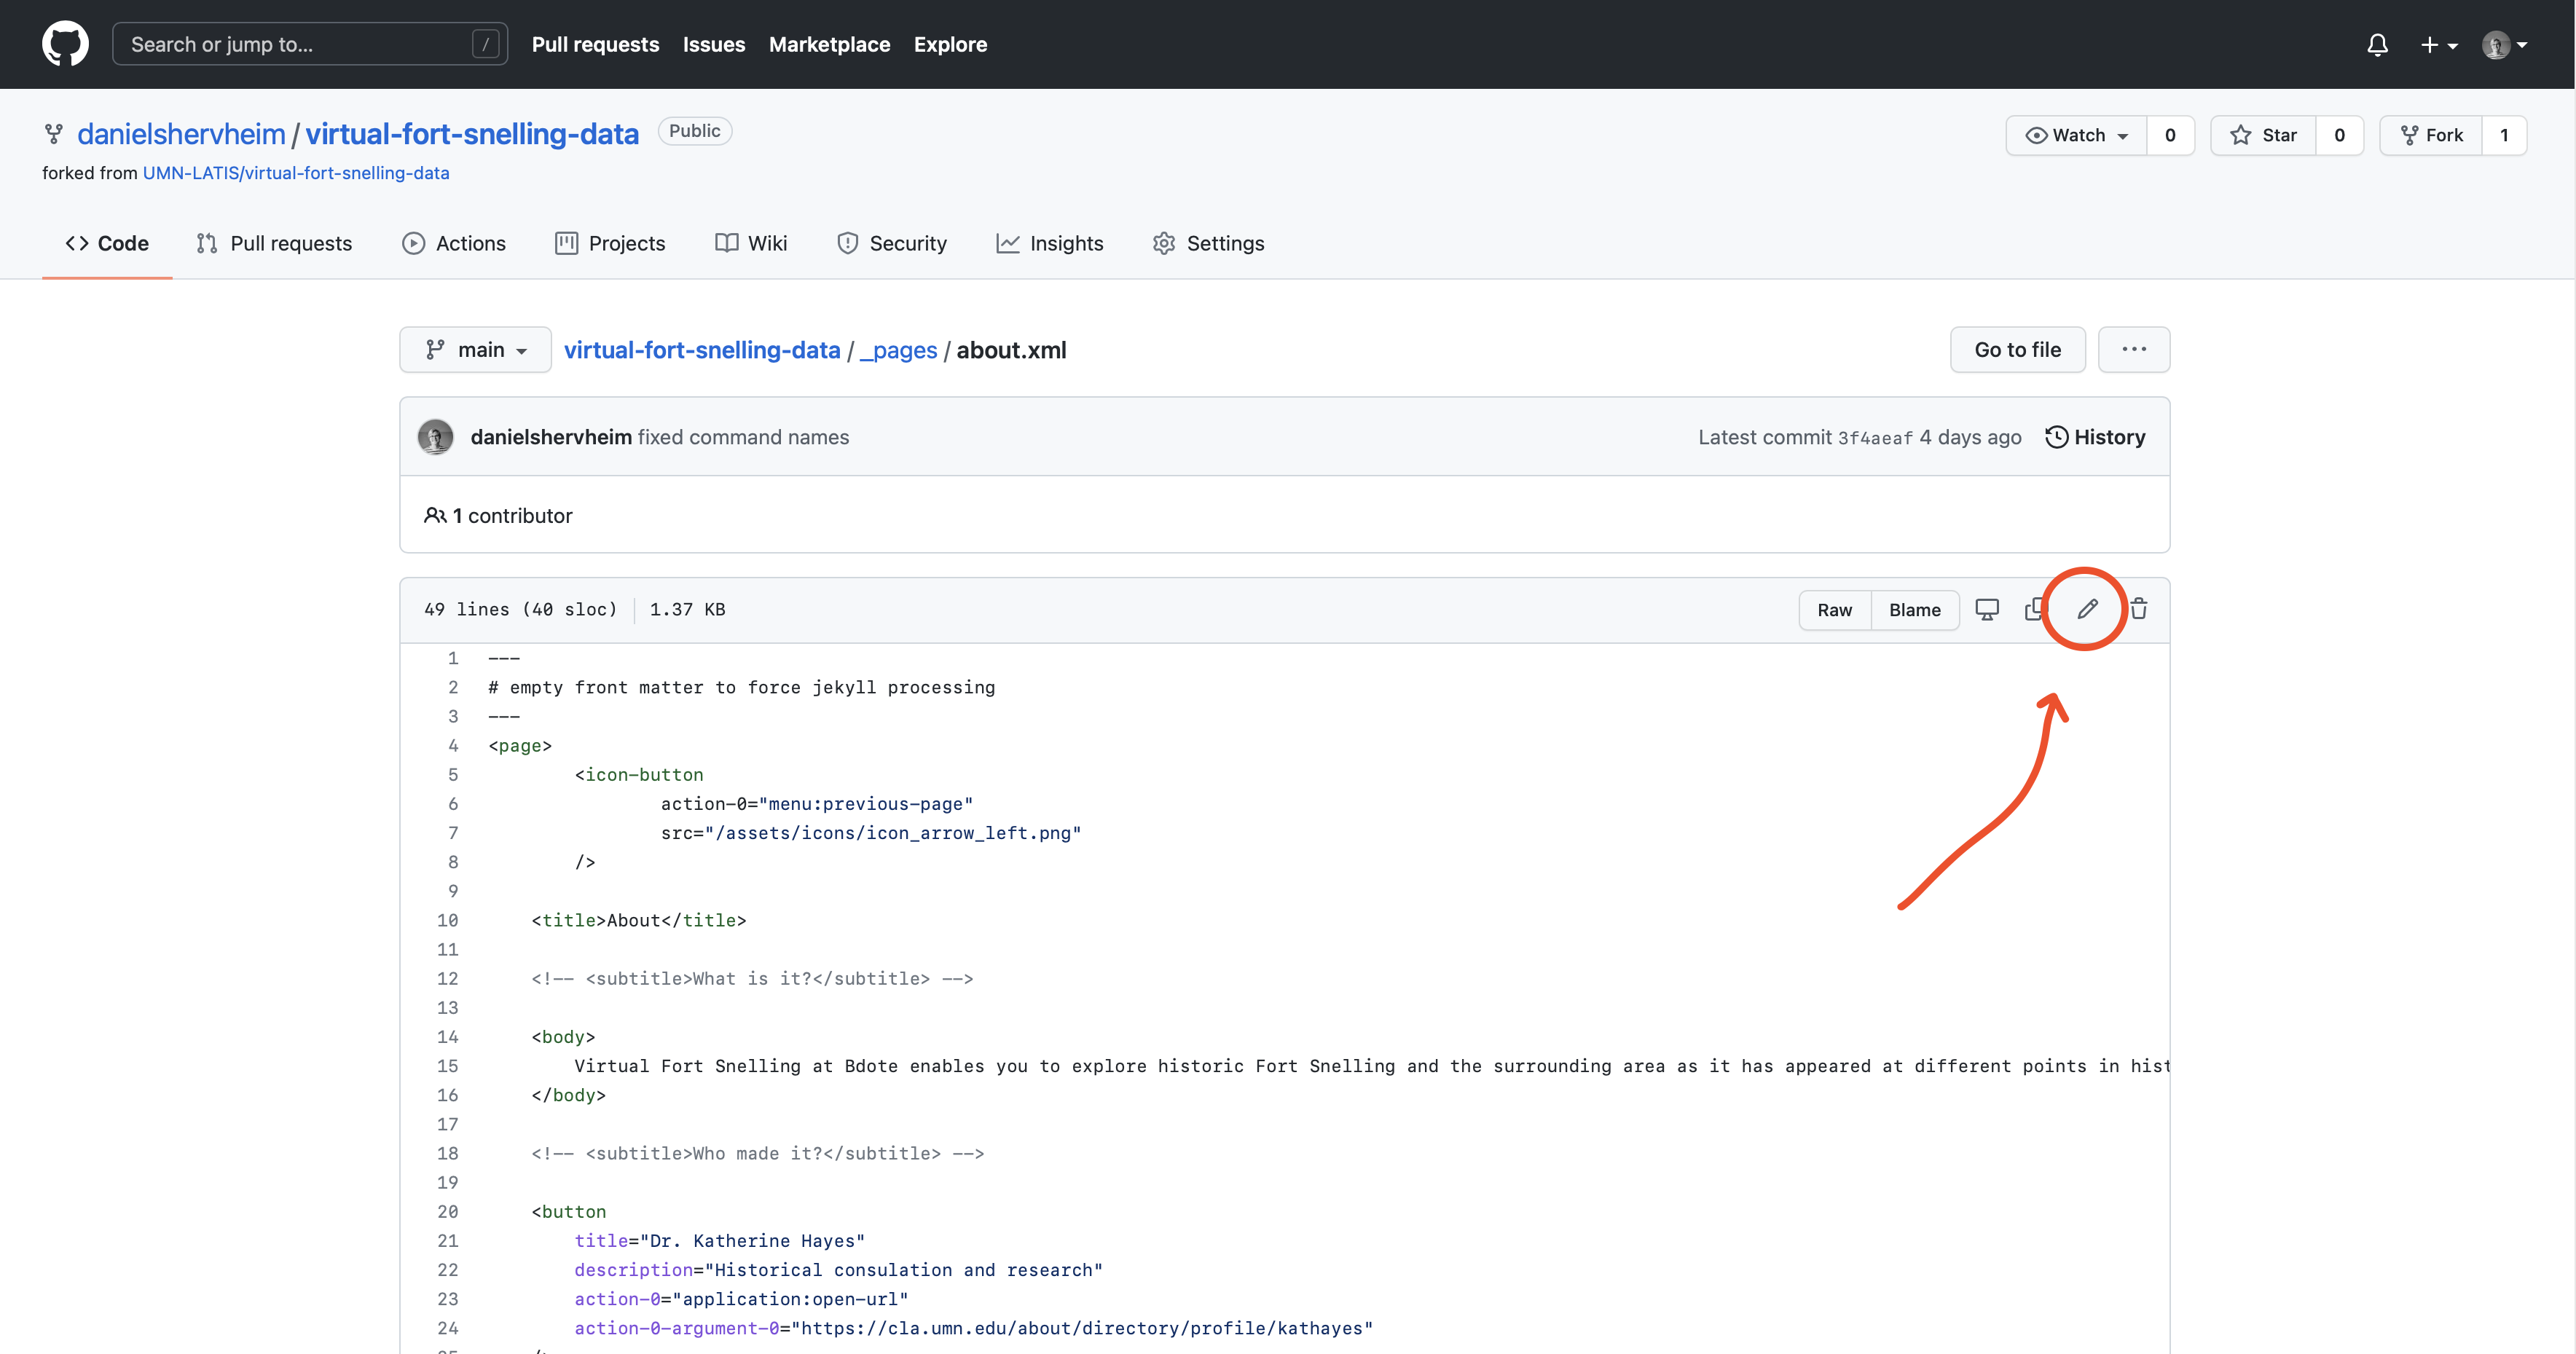 Search or jump to... / Pull requests Issues Marketplace Explore
danielshervheim / virtual-fort-snelling-data Public Watch 0 Star 0 Fork 1
forked from UMN-LATIS/virtual-fort-snelling-data
Code Pull requests Actions Projects Wiki Security Insights Settings
main virtual-fort-snelling-data / _pages / about.xml Go to file ...
danielshervheim fixed command names Latest commit 3f4aeaf 4 days ago History
1 contributor
49 lines (40 sloc) 1.37 KB Raw Blame
1 ---
2 # empty front matter to force jekyll processing
3 ---
4 <page>
5 <icon-button
6 action-0="menu:previous-page"
7 src="/assets/icons/icon_arrow_left.png"
8 />
9
10 <title>About</title>
11
12 <!-- <subtitle>What is it?</subtitle> -->
13
14 <body>
15 Virtual Fort Snelling at Bdote enables you to explore historic Fort Snelling and the surrounding area as it has appeared at different points in hist
16 </body>
17
18 <!-- <subtitle>Who made it?</subtitle> -->
19
20 <button
21 title="Dr. Katherine Hayes"
22 description="Historical consulation and research"
23 action-0="application:open-url"
24 action-0-argument-0="https://cla.umn.edu/about/directory/profile/kathayes"